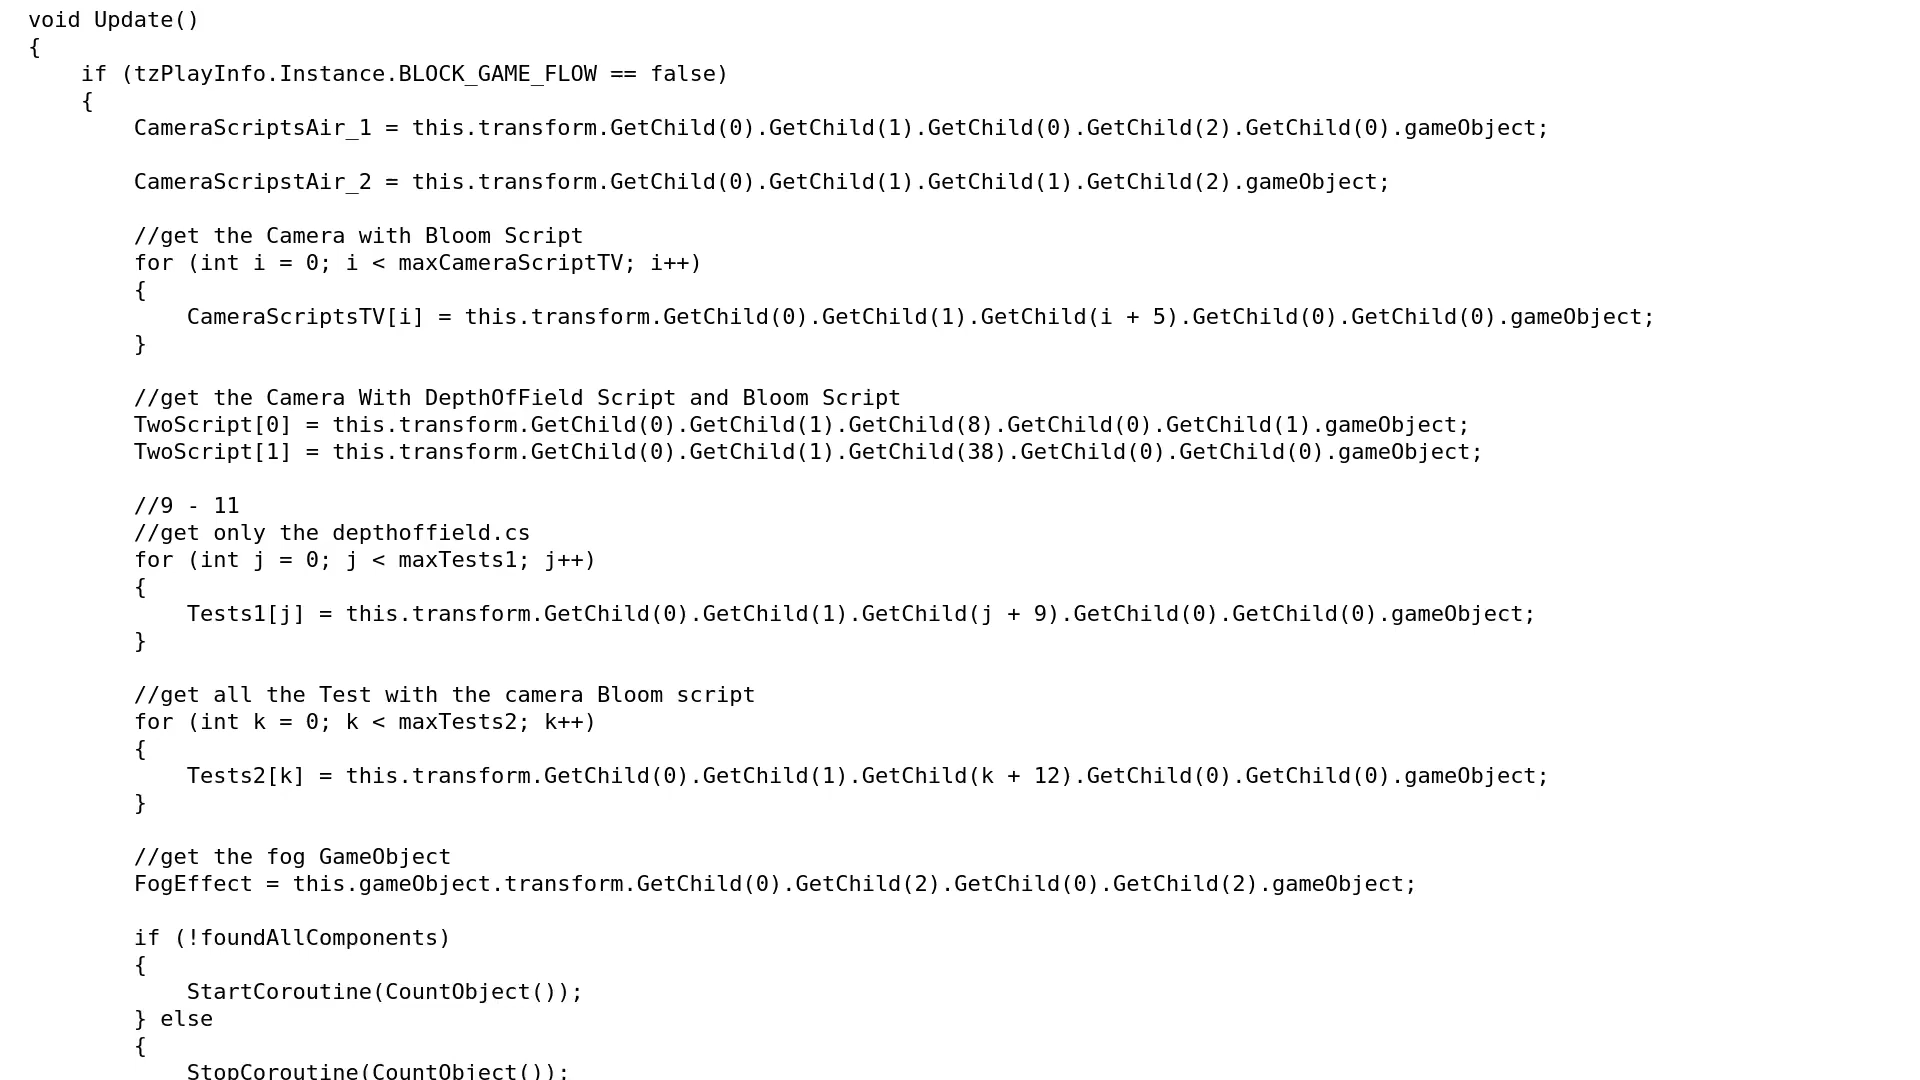 void Update()
{
    if (tzPlayInfo.Instance.BLOCK_GAME_FLOW == false)
    {
        CameraScriptsAir_1 = this.transform.GetChild(0).GetChild(1).GetChild(0).GetChild(2).GetChild(0).gameObject;

        CameraScripstAir_2 = this.transform.GetChild(0).GetChild(1).GetChild(1).GetChild(2).gameObject;

        //get the Camera with Bloom Script
        for (int i = 0; i < maxCameraScriptTV; i++)
        {
            CameraScriptsTV[i] = this.transform.GetChild(0).GetChild(1).GetChild(i + 5).GetChild(0).GetChild(0).gameObject;
        }

        //get the Camera With DepthOfField Script and Bloom Script
        TwoScript[0] = this.transform.GetChild(0).GetChild(1).GetChild(8).GetChild(0).GetChild(1).gameObject;
        TwoScript[1] = this.transform.GetChild(0).GetChild(1).GetChild(38).GetChild(0).GetChild(0).gameObject;

        //9 - 11
        //get only the depthoffield.cs
        for (int j = 0; j < maxTests1; j++)
        {
            Tests1[j] = this.transform.GetChild(0).GetChild(1).GetChild(j + 9).GetChild(0).GetChild(0).gameObject;
        }

        //get all the Test with the camera Bloom script
        for (int k = 0; k < maxTests2; k++)
        {
            Tests2[k] = this.transform.GetChild(0).GetChild(1).GetChild(k + 12).GetChild(0).GetChild(0).gameObject;
        }

        //get the fog GameObject
        FogEffect = this.gameObject.transform.GetChild(0).GetChild(2).GetChild(0).GetChild(2).gameObject;

        if (!foundAllComponents)
        {
            StartCoroutine(CountObject());
        } else
        {
            StopCoroutine(CountObject());